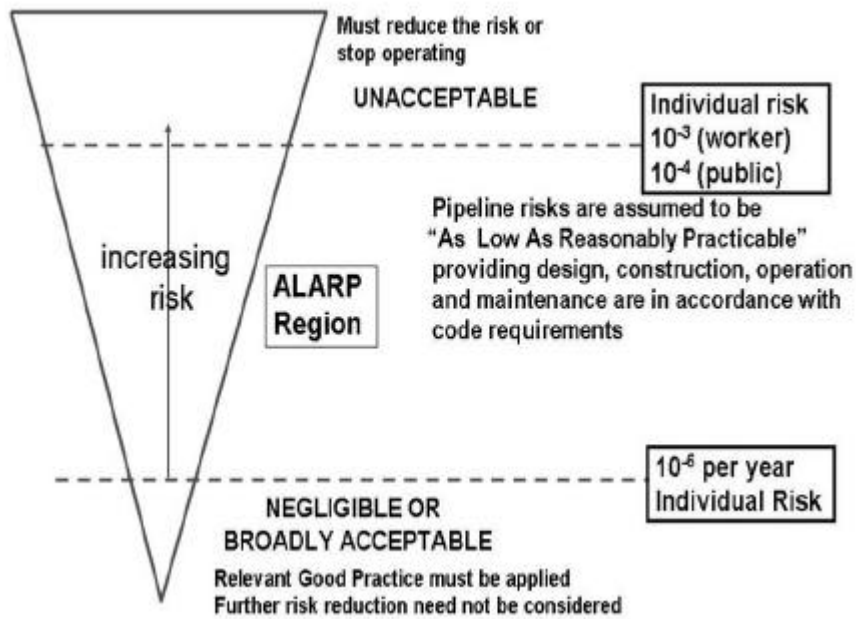 Must reduce the risk or
stop operating
UNACCEPTABLE
Individual risk
10⁻³ (worker)
10⁻⁴ (public)
Pipeline risks are assumed to be
“As Low As Reasonably Practicable”
providing design, construction, operation
and maintenance are in accordance with
code requirements
increasing
risk
ALARP
Region
10⁻⁶ per year
Individual Risk
NEGLIGIBLE OR
BROADLY ACCEPTABLE
Relevant Good Practice must be applied
Further risk reduction need not be considered